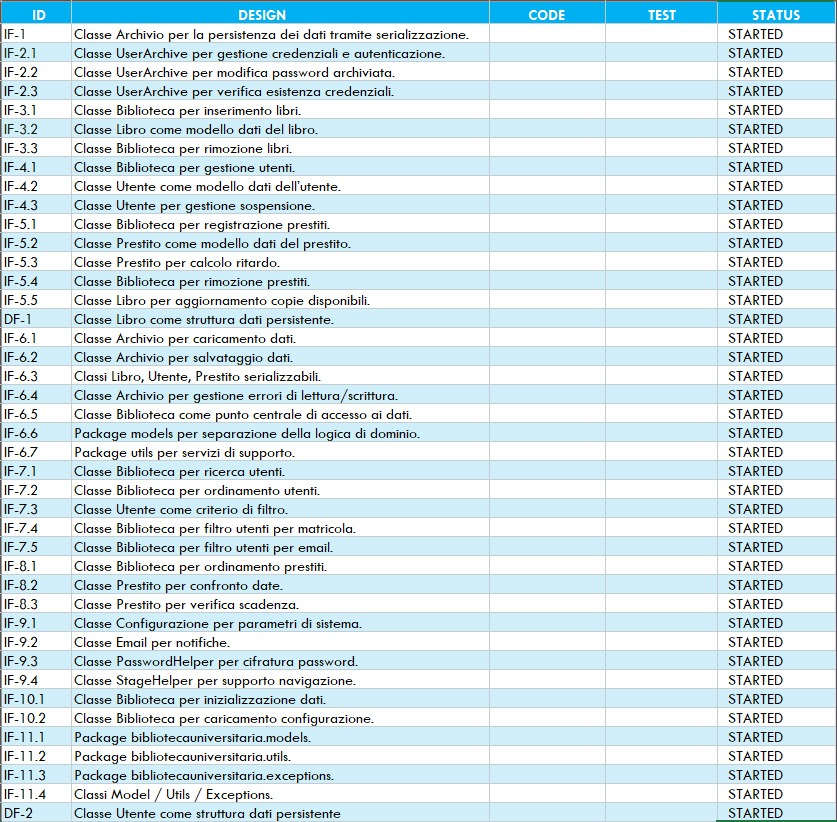 ID DESIGN CODE TEST STATUS
IF-1 Classe Archivio per la persistenza dei dati tramite serializzazione. STARTED
IF-2.1 Classe UserArchive per gestione credenziali e autenticazione. STARTED
IF-2.2 Classe UserArchive per modifica password archiviata. STARTED
IF-2.3 Classe UserArchive per verifica esistenza credenziali. STARTED
IF-3.1 Classe Biblioteca per inserimento libri. STARTED
IF-3.2 Classe Libro come modello dati del libro. STARTED
IF-3.3 Classe Biblioteca per rimozione libri. STARTED
IF-4.1 Classe Biblioteca per gestione utenti. STARTED
IF-4.2 Classe Utente come modello dati dell'utente. STARTED
IF-4.3 Classe Utente per gestione sospensione. STARTED
IF-5.1 Classe Biblioteca per registrazione prestiti. STARTED
IF-5.2 Classe Prestito come modello dati del prestito. STARTED
IF-5.3 Classe Prestito per calcolo ritardo. STARTED
IF-5.4 Classe Biblioteca per rimozione prestiti. STARTED
IF-5.5 Classe Libro per aggiornamento copie disponibili. STARTED
DF-1 Classe Libro come struttura dati persistente. STARTED
IF-6.1 Classe Archivio per caricamento dati. STARTED
IF-6.2 Classe Archivio per salvataggio dati. STARTED
IF-6.3 Classi Libro, Utente, Prestito serializzabili. STARTED
IF-6.4 Classe Archivio per gestione errori di lettura/scrittura. STARTED
IF-6.5 Classe Biblioteca come punto centrale di accesso ai dati. STARTED
IF-6.6 Package models per separazione della logica di dominio. STARTED
IF-6.7 Package utils per servizi di supporto. STARTED
IF-7.1 Classe Biblioteca per ricerca utenti. STARTED
IF-7.2 Classe Biblioteca per ordinamento utenti. STARTED
IF-7.3 Classe Utente come criterio di filtro. STARTED
IF-7.4 Classe Biblioteca per filtro utenti per matricola. STARTED
IF-7.5 Classe Biblioteca per filtro utenti per email. STARTED
IF-8.1 Classe Biblioteca per ordinamento prestiti. STARTED
IF-8.2 Classe Prestito per confronto date. STARTED
IF-8.3 Classe Prestito per verifica scadenza. STARTED
IF-9.1 Classe Configurazione per parametri di sistema. STARTED
IF-9.2 Classe Email per notifiche. STARTED
IF-9.3 Classe PasswordHelper per cifratura password. STARTED
IF-9.4 Classe StageHelper per supporto navigazione. STARTED
IF-10.1 Classe Biblioteca per inizializzazione dati. STARTED
IF-10.2 Classe Biblioteca per caricamento configurazione. STARTED
IF-11.1 Package bibliotecauniversitaria.models. STARTED
IF-11.2 Package bibliotecauniversitaria.utils. STARTED
IF-11.3 Package bibliotecauniversitaria.exceptions. STARTED
IF-11.4 Classi Model / Utils / Exceptions. STARTED
DF-2 Classe Utente come struttura dati persistente STARTED